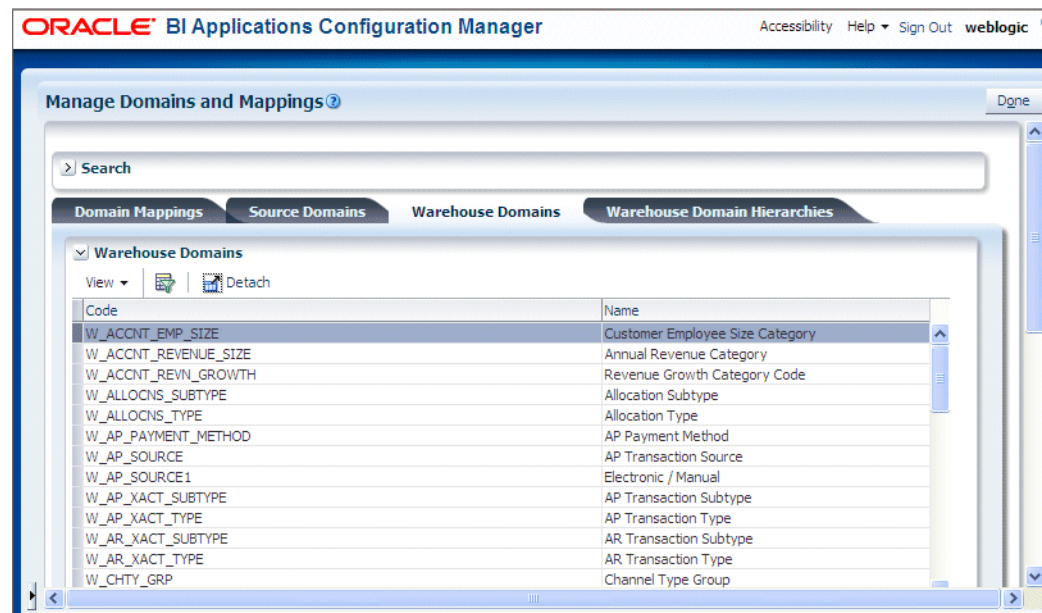 ORACLE BI Applications Configuration Manager Accessibility Help Sign Out weblogic
Manage Domains and Mappings Done
Search
Domain Mappings Source Domains Warehouse Domains Warehouse Domain Hierarchies
Warehouse Domains
View Detach
Code Name
W_ACCNT_EMP_SIZE Customer Employee Size Category
W_ACCNT_REVENUE_SIZE Annual Revenue Category
W_ACCNT_REVN_GROWTH Revenue Growth Category Code
W_ALLOCNS_SUBTYPE Allocation Subtype
W_ALLOCNS_TYPE Allocation Type
W_AP_PAYMENT_METHOD AP Payment Method
W_AP_SOURCE AP Transaction Source
W_AP_SOURCE1 Electronic / Manual
W_AP_XACT_SUBTYPE AP Transaction Subtype
W_AP_XACT_TYPE AP Transaction Type
W_AR_XACT_SUBTYPE AR Transaction Subtype
W_AR_XACT_TYPE AR Transaction Type
W_CHTY_GRP Channel Type Group